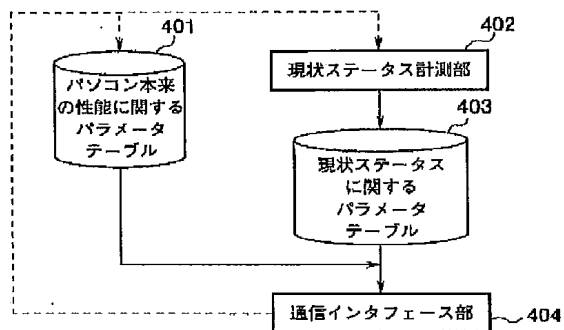 401
パソコン本来
の性能に関する
パラメータ
テーブル
402
現状ステータス計測部
403
現状ステータス
に関する
パラメータ
テーブル
通信インタフェース部
404